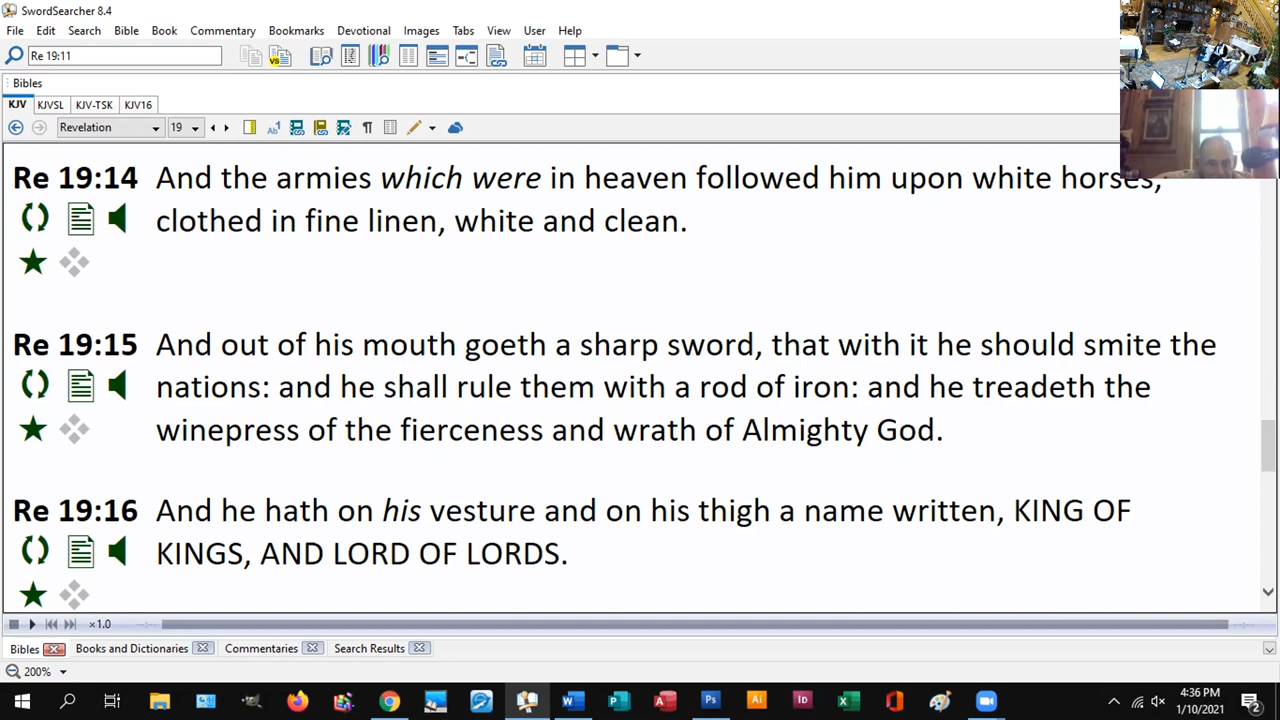 SwordSearcher 8.4
File Edit Search Bible Book Commentary Bookmarks Devotional Images Tabs View User Help
Re 19:11
Bibles
KJV KJVSL KJV-TSK KJV16
Revelation 19
Re 19:14 And the armies which were in heaven followed him upon white horses,
clothed in fine linen, white and clean.
Re 19:15 And out of his mouth goeth a sharp sword, that with it he should smite the
nations: and he shall rule them with a rod of iron: and he treadeth the
winepress of the fierceness and wrath of Almighty God.
Re 19:16 And he hath on his vesture and on his thigh a name written, KING OF
KINGS, AND LORD OF LORDS.
×1.0
Bibles Books and Dictionaries Commentaries Search Results
200%
4:36 PM
1/10/2021
2